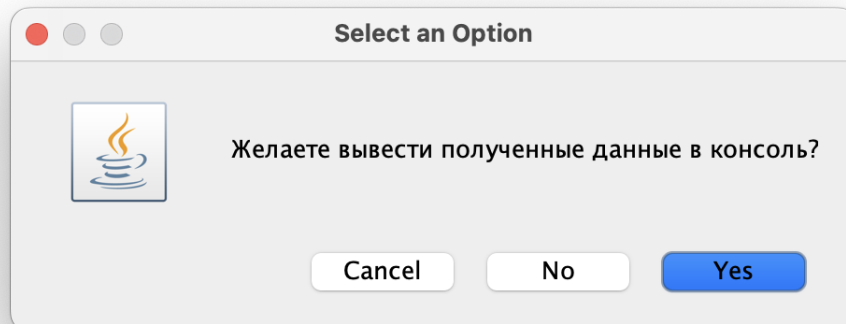 Select an Option
Желаете вывести полученные данные в консоль?
Cancel
No
Yes